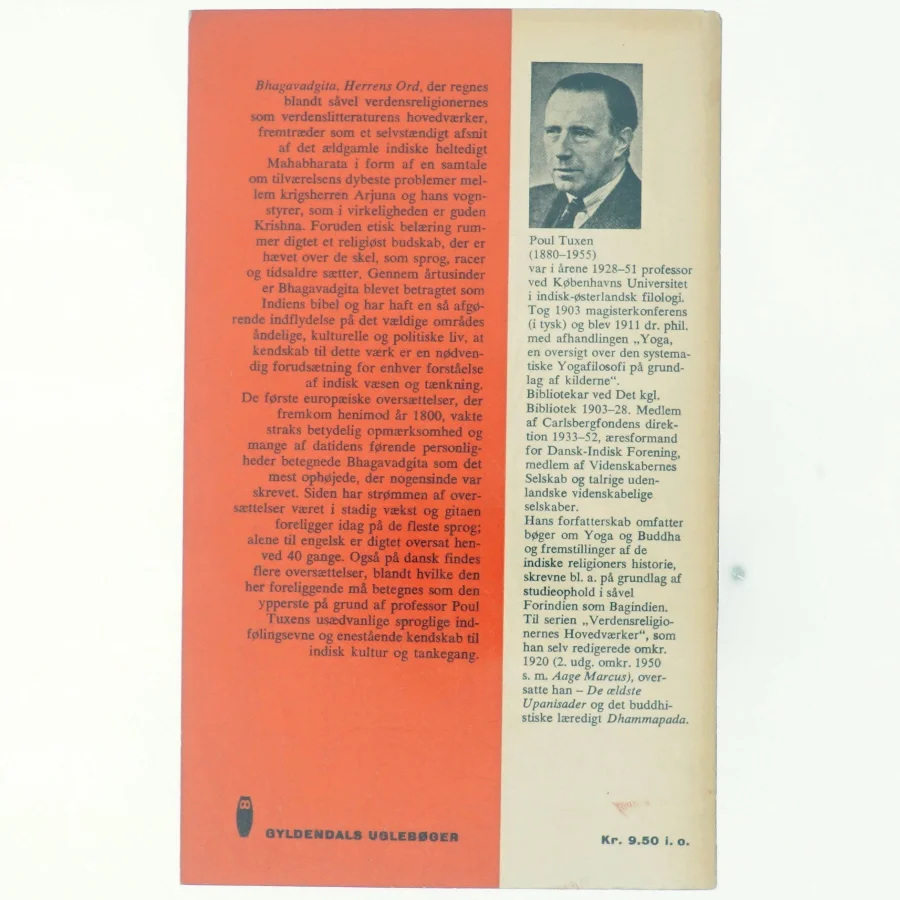 Bhagavadgita. Herrens Ord, der regnes
blandt såvel verdensreligionernes
som verdenslitteraturens hovedværker,
fremtræder som et selvstændigt afsnit
af det ældgamle indiske heltedigt
Mahabharata i form af en samtale
om tilværelsens dybeste problemer mel-
lem krigsherren Arjuna og hans vogn-
styrer, som i virkeligheden er guden
Krishna. Foruden etisk belæring rum-
mer digtet et religiøst budskab, der er
hævet over de skel, som sprog, racer
og tidsaldre sætter. Gennem årtusinder
er Bhagavadgita blevet betragtet som
Indiens bibel og har haft en så afgø-
rende indflydelse på det vældige områdes
åndelige, kulturelle og politiske liv, at
kendskab til dette værk er en nødven-
dig forudsætning for enhver forståelse
af indisk væsen og tænkning.
De første europæiske oversættelser, der
fremkom henimod år 1800, vakte
straks betydelig opmærksomhed og
mange af datidens førende personlig-
heder betegnede Bhagavadgita som det
mest ophøjede, der nogensinde var
skrevet. Siden har strømmen af over-
sættelser været i stadig vækst og gitaen
foreligger idag på de fleste sprog;
alene til engelsk er digtet oversat hen-
ved 40 gange. Også på dansk findes
flere oversættelser, blandt hvilke den
her foreliggende må betegnes som den
ypperste på grund af professor Poul
Tuxens usædvanlige sproglige ind-
følingsevne og enestående kendskab til
indisk kultur og tankegang.
GYLDENDALS UGLEBØGER
Poul Tuxen
(1880–1955)
var i årene 1928–51 professor
ved Københavns Universitet
i indisk-østerlandsk filologi.
Tog 1903 magisterkonferens
(i tysk) og blev 1911 dr. phil.
med afhandlingen „Yoga,
en oversigt over den systema-
tiske Yogafilosofi på grund-
lag af kilderne“.
Bibliotekar ved Det kgl.
Bibliotek 1903–28. Medlem
af Carlsbergfondens direk-
tion 1933–52, æresformand
for Dansk-Indisk Forening,
medlem af Videnskabernes
Selskab og talrige uden-
landske videnskabelige
selskaber.
Hans forfatterskab omfatter
bøger om Yoga og Buddha
og fremstillinger af de
indiske religioners historie,
skrevne bl. a. på grundlag af
studieophold i såvel
Forindien som Bagindien.
Til serien „Verdensreligio-
nernes Hovedværker“, som
han selv redigerede omkr.
1920 (2. udg. omkr. 1950
s. m. Aage Marcus), over-
satte han – De ældste
Upanisader og det buddhi-
stiske læredigt Dhammapada.
Kr. 9.50 i. o.